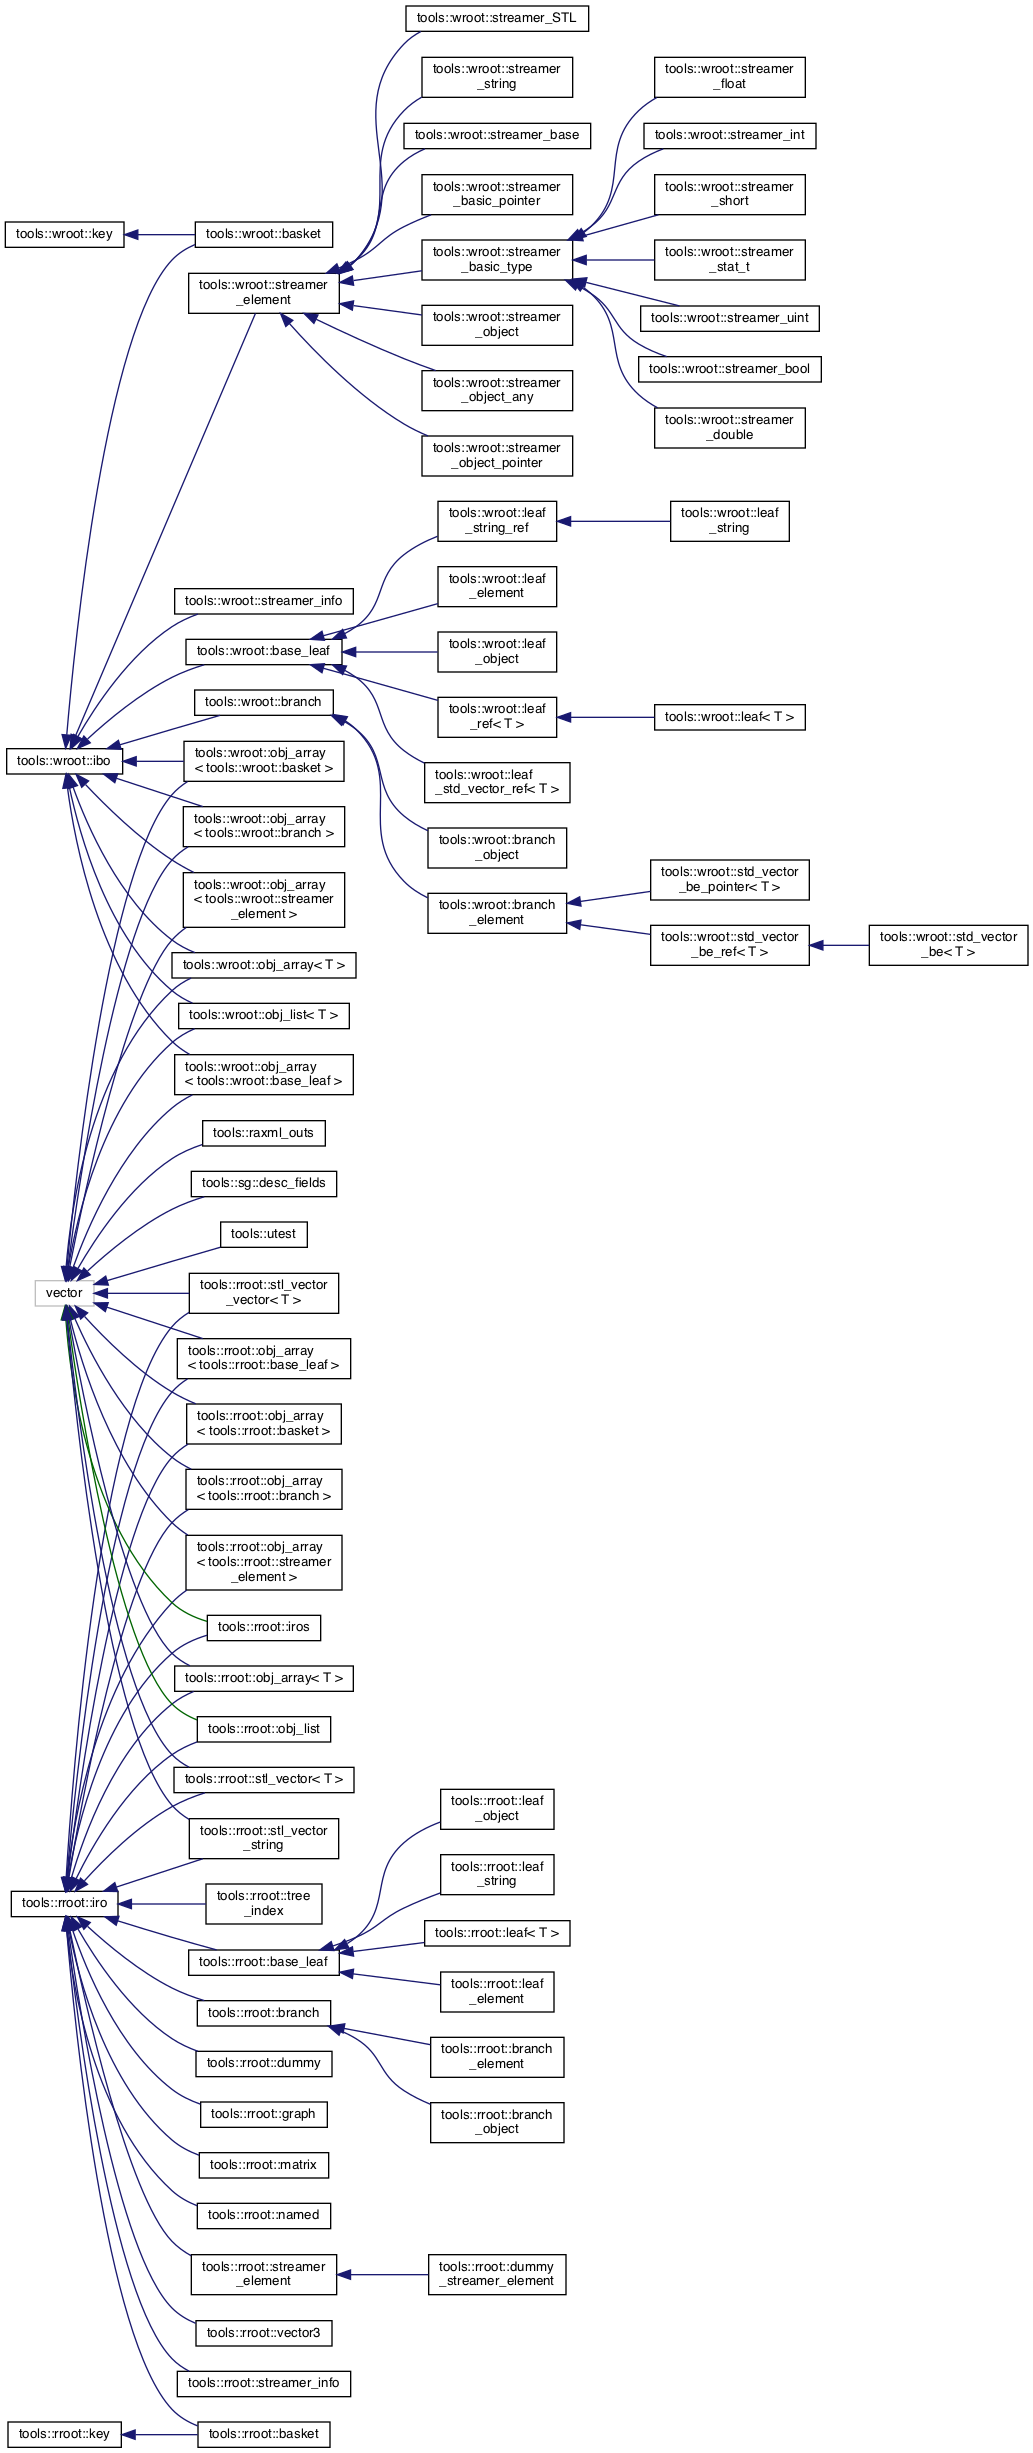 tools::wroot::streamer_STL
tools::wroot::streamer
_string
tools::wroot::streamer
_float
tools::wroot::streamer_base
tools::wroot::streamer_int
tools::wroot::streamer
_basic_pointer
tools::wroot::streamer
_short
tools::wroot::key
tools::wroot::basket
tools::wroot::streamer
_basic_type
tools::wroot::streamer
_stat_t
tools::wroot::streamer
_element
tools::wroot::streamer
_object
tools::wroot::streamer_uint
tools::wroot::streamer_bool
tools::wroot::streamer
_object_any
tools::wroot::streamer
_double
tools::wroot::streamer
_object_pointer
tools::wroot::leaf
_string_ref
tools::wroot::leaf
_string
tools::wroot::leaf
_element
tools::wroot::streamer_info
tools::wroot::base_leaf
tools::wroot::leaf
_object
tools::wroot::branch
tools::wroot::leaf
_ref< T >
tools::wroot::leaf< T >
tools::wroot::ibo
tools::wroot::obj_array
< tools::wroot::basket >
tools::wroot::leaf
_std_vector_ref< T >
tools::wroot::obj_array
< tools::wroot::branch >
tools::wroot::branch
_object
tools::wroot::obj_array
< tools::wroot::streamer
_element >
tools::wroot::branch
_element
tools::wroot::std_vector
_be_pointer< T >
tools::wroot::std_vector
_be_ref< T >
tools::wroot::std_vector
_be< T >
tools::wroot::obj_array< T >
tools::wroot::obj_list< T >
tools::wroot::obj_array
< tools::wroot::base_leaf >
tools::raxml_outs
tools::sg::desc_fields
tools::utest
vector
tools::rroot::stl_vector
_vector< T >
tools::rroot::obj_array
< tools::rroot::base_leaf >
tools::rroot::obj_array
< tools::rroot::basket >
tools::rroot::obj_array
< tools::rroot::branch >
tools::rroot::obj_array
< tools::rroot::streamer
_element >
tools::rroot::iros
tools::rroot::obj_array< T >
tools::rroot::obj_list
tools::rroot::stl_vector< T >
tools::rroot::leaf
_object
tools::rroot::stl_vector
_string
tools::rroot::leaf
_string
tools::rroot::iro
tools::rroot::tree
_index
tools::rroot::leaf< T >
tools::rroot::base_leaf
tools::rroot::leaf
_element
tools::rroot::branch
tools::rroot::branch
_element
tools::rroot::dummy
tools::rroot::graph
tools::rroot::branch
_object
tools::rroot::matrix
tools::rroot::named
tools::rroot::streamer
_element
tools::rroot::dummy
_streamer_element
tools::rroot::vector3
tools::rroot::streamer_info
tools::rroot::key
tools::rroot::basket